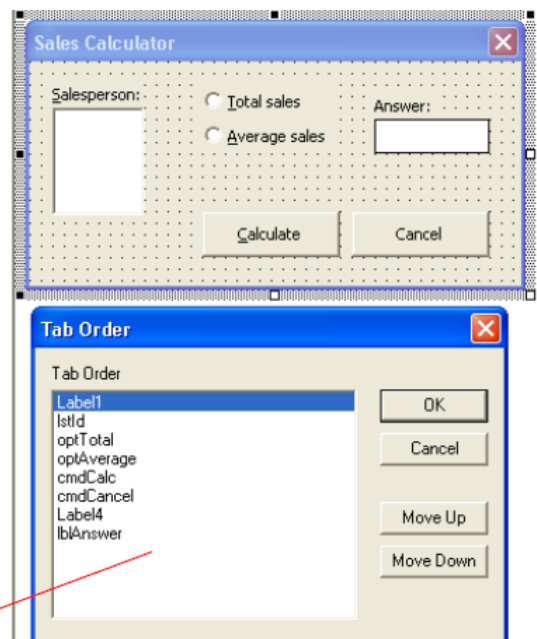 Sales Calculator
Salesperson:
Total sales
Average sales
Answer:
Calculate
Cancel
Tab Order
Tab Order
Label1
lstId
optTotal
optAverage
cmdCalc
cmdCancel
Label4
lblAnswer
OK
Cancel
Move Up
Move Down